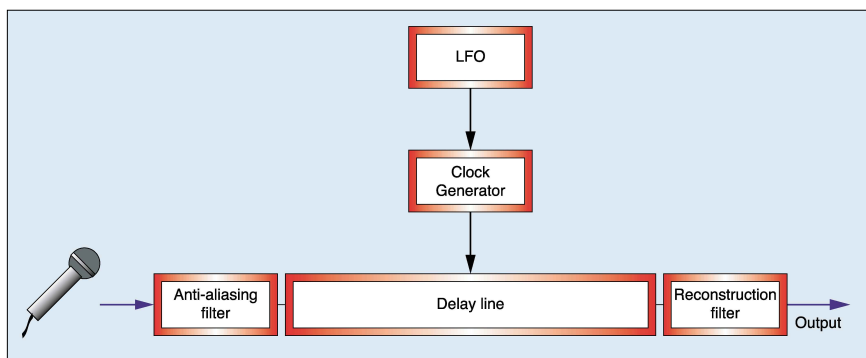 LFO
Clock
Generator
Anti-aliasing
filter
Delay line
Reconstruction
filter
Output